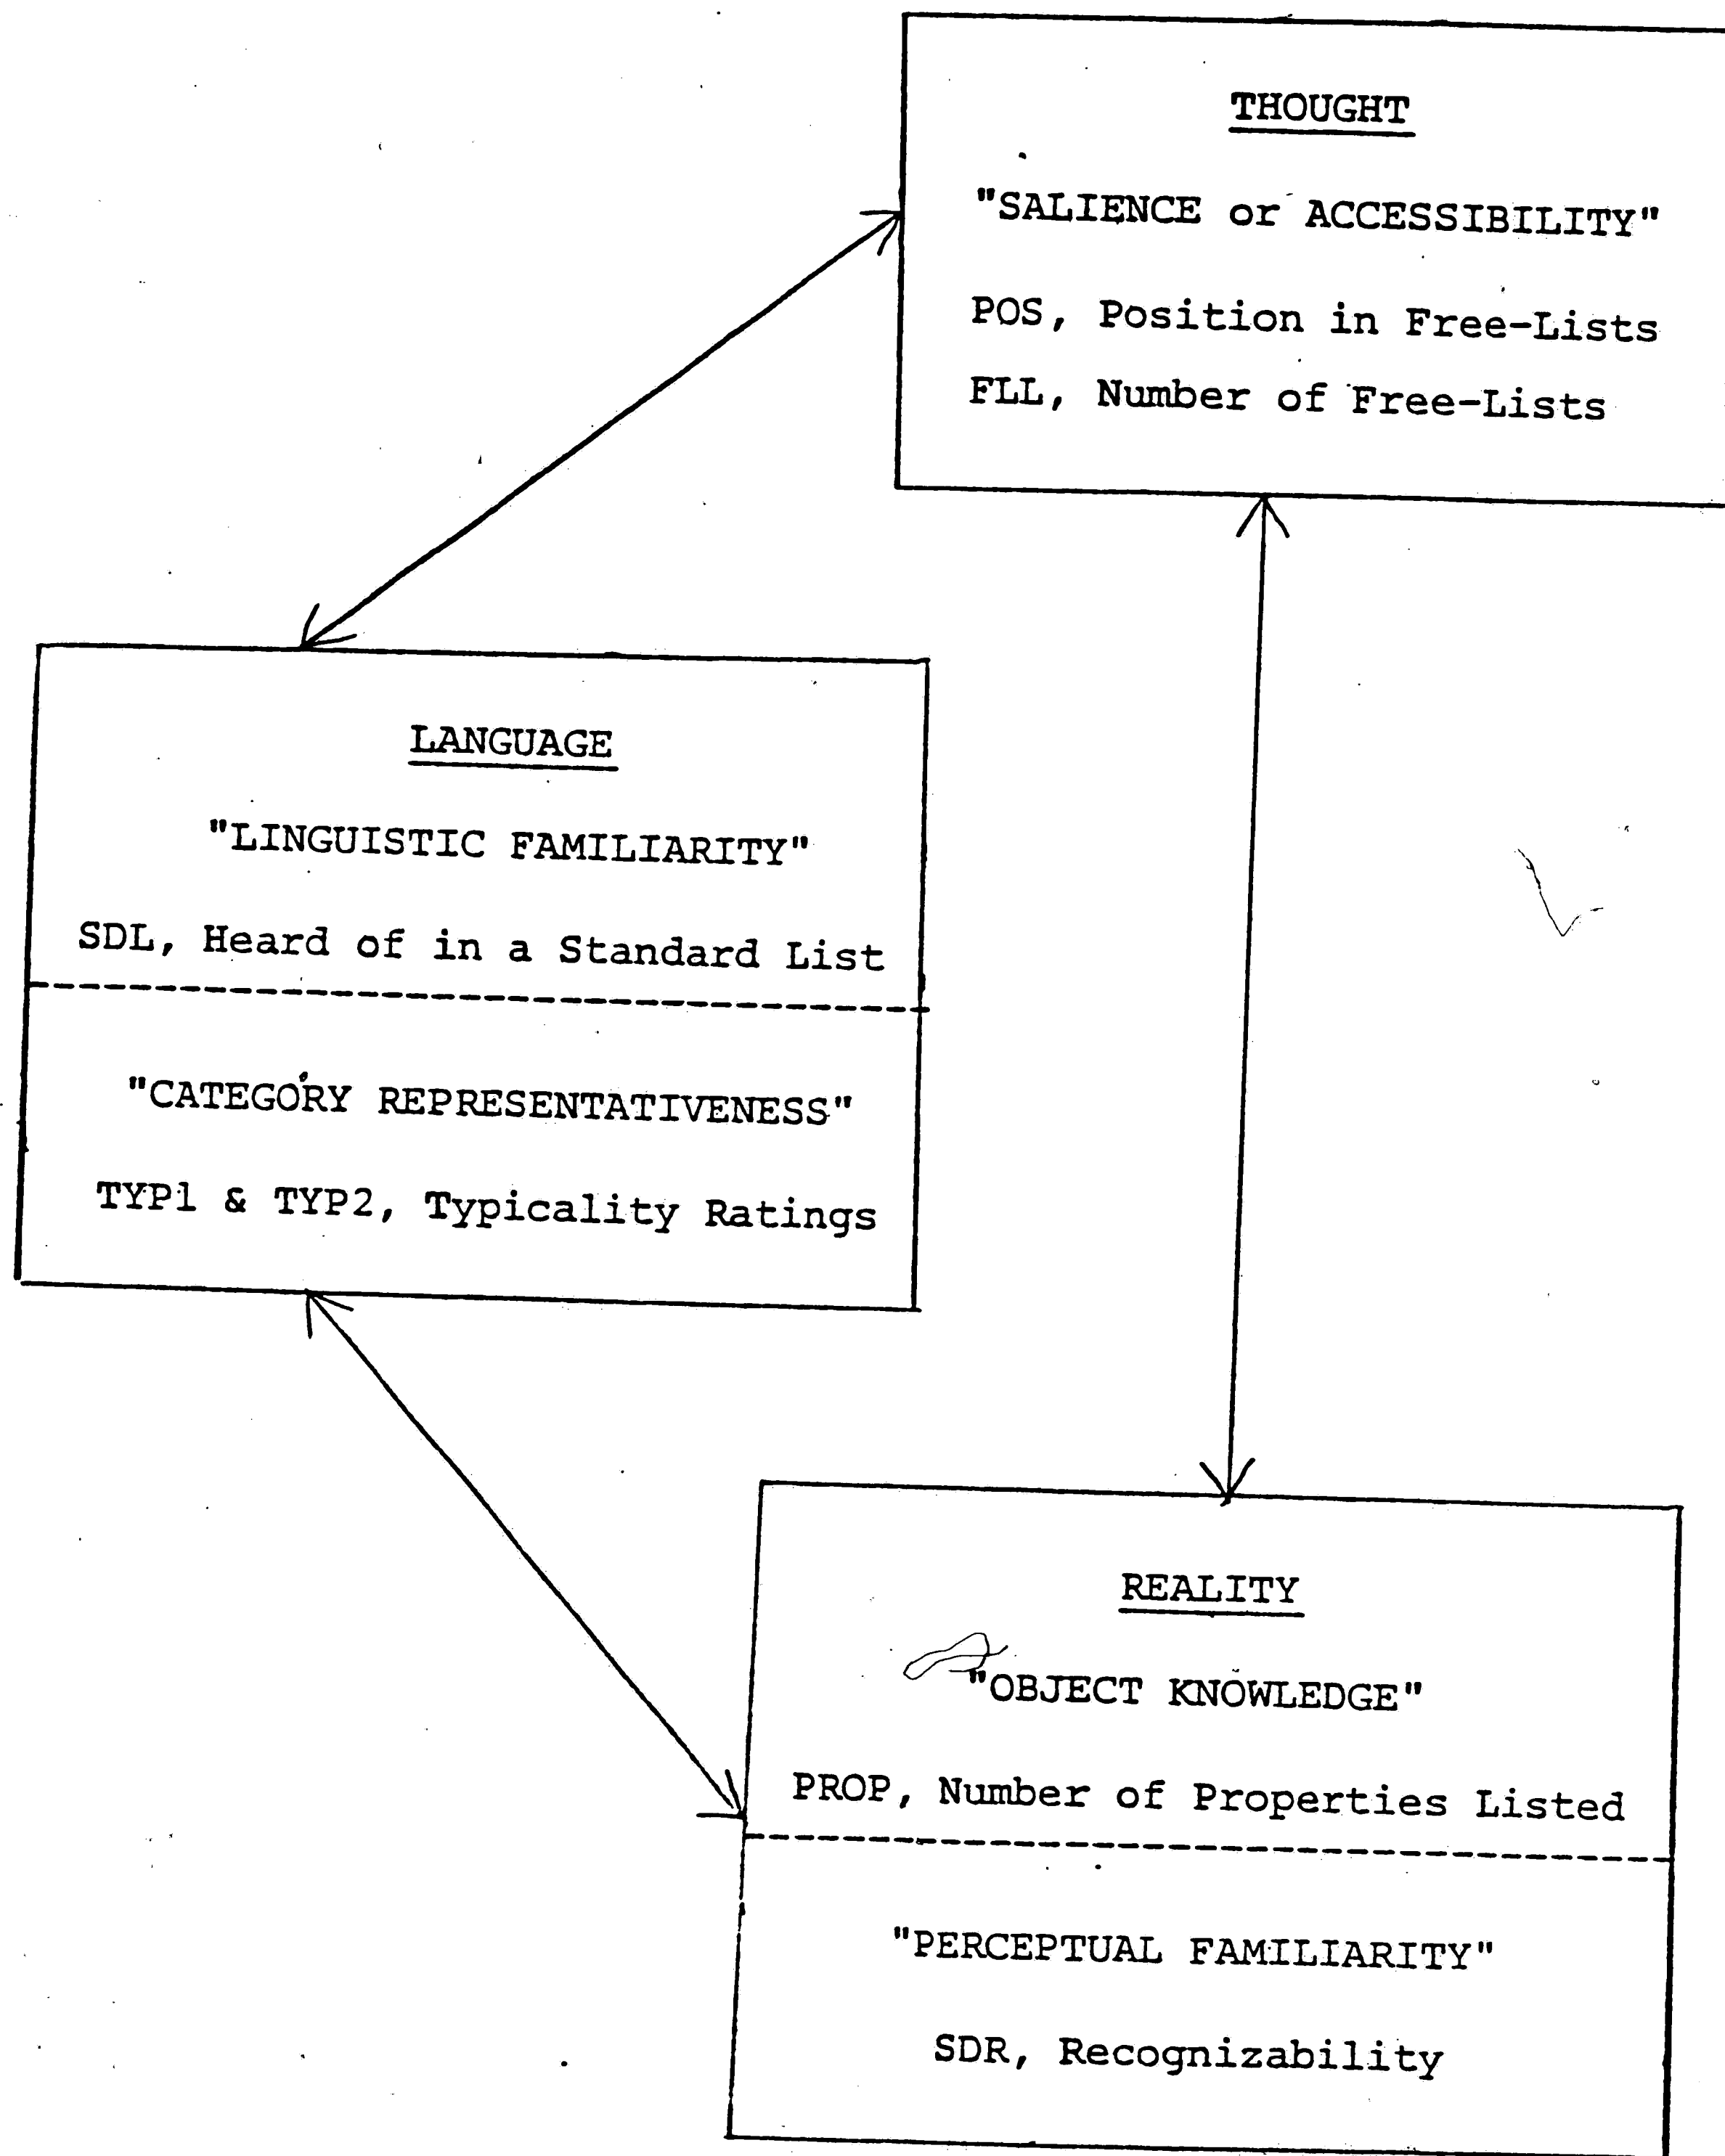 THOUGHT
"SALIENCE or ACCESSIBILITY"
POS, Position in Free-Lists
FLL, Number of Free-Lists
LANGUAGE
"LINGUISTIC FAMILIARITY"
SDL, Heard of in a Standard List
"CATEGORY REPRESENTATIVENESS"
TYP1 & TYP2, Typicality Ratings
REALITY
"OBJECT KNOWLEDGE"
PROP, Number of Properties Listed
"PERCEPTUAL FAMILIARITY"
SDR, Recognizability